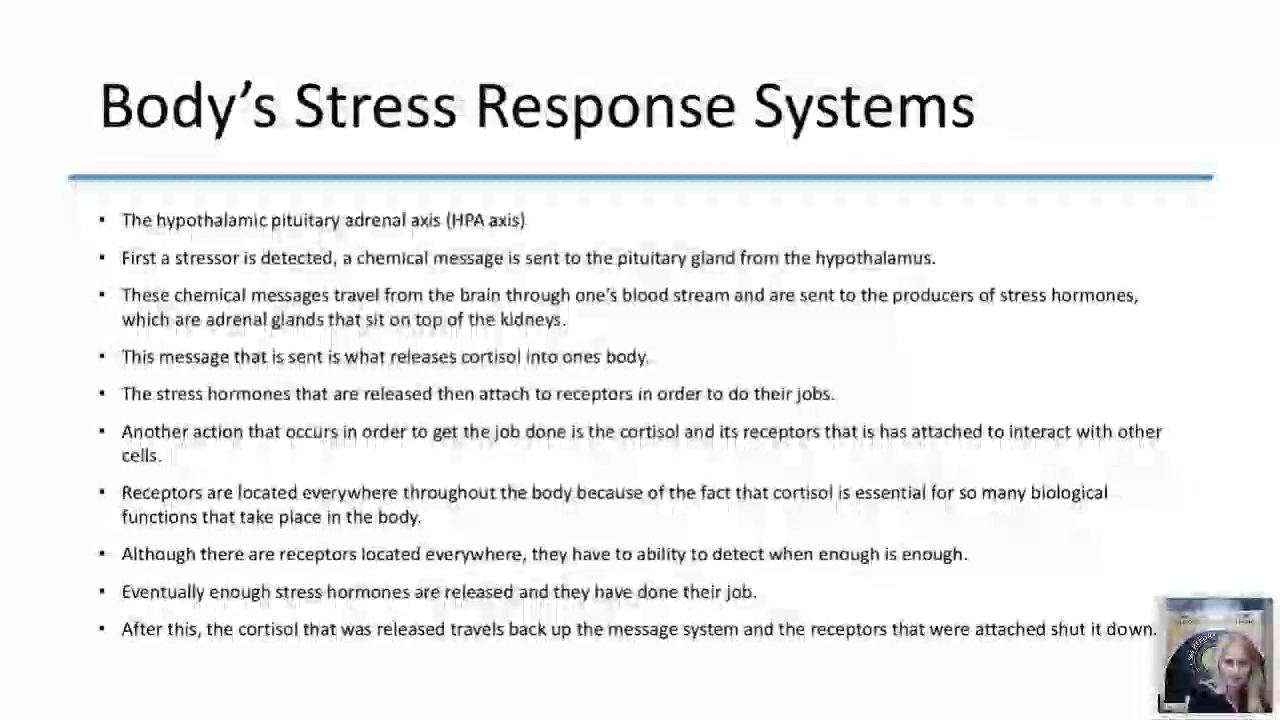 Body's Stress Response Systems
• The hypothalamic pituitary adrenal axis (HPA axis)
• First a stressor is detected, a chemical message is sent to the pituitary gland from the hypothalamus.
• These chemical messages travel from the brain through one's blood stream and are sent to the producers of stress hormones,
which are adrenal glands that sit on top of the kidneys.
• This message that is sent is what releases cortisol into ones body.
• The stress hormones that are released then attach to receptors in order to do their jobs.
• Another action that occurs in order to get the job done is the cortisol and its receptors that is has attached to interact with other
cells.
• Receptors are located everywhere throughout the body because of the fact that cortisol is essential for so many biological
functions that take place in the body.
• Although there are receptors located everywhere, they have to ability to detect when enough is enough.
• Eventually enough stress hormones are released and they have done their job.
• After this, the cortisol that was released travels back up the message system and the receptors that were attached shut it down.